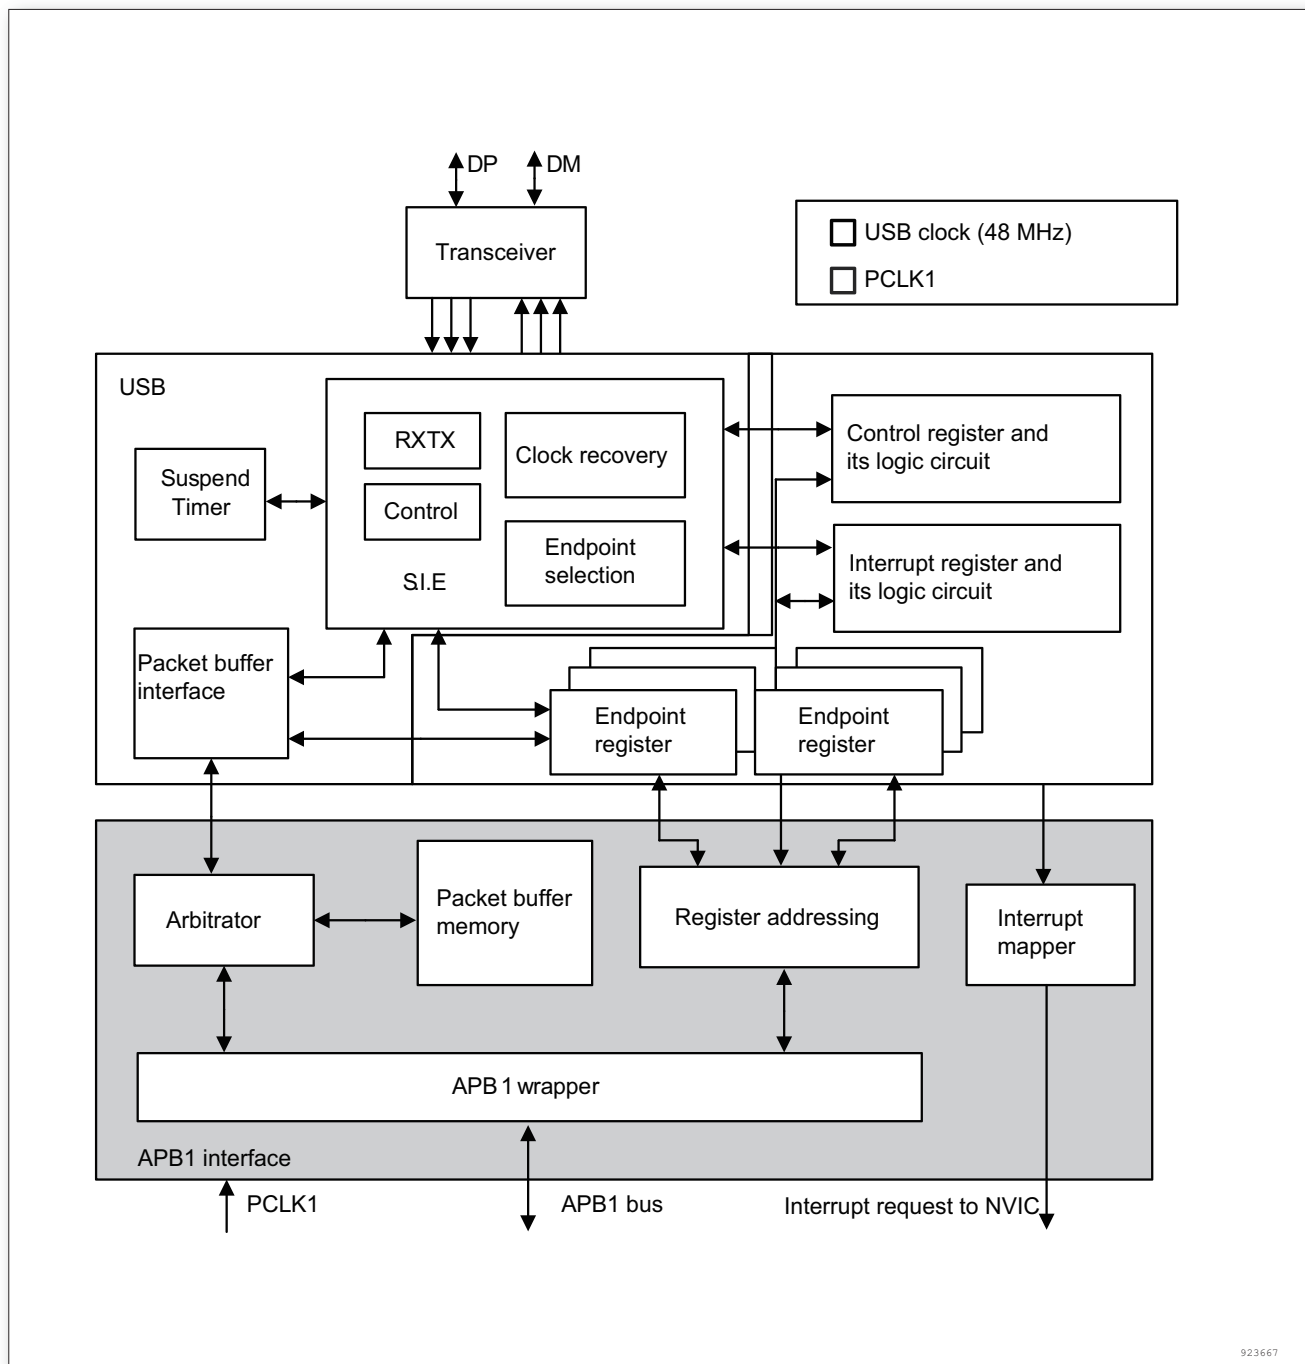 DP
DM
Transceiver
USB clock (48 MHz)
PCLK1
USB
RXTX
Clock recovery
Control register and
its logic circuit
Suspend
Timer
Control
Endpoint
selection
S.I.E
Interrupt register and
its logic circuit
Packet buffer
interface
Endpoint
register
Endpoint
register
Arbitrator
Packet buffer
memory
Register addressing
Interrupt
mapper
APB1 wrapper
APB1 interface
PCLK1
APB1 bus
Interrupt request to NVIC
923667